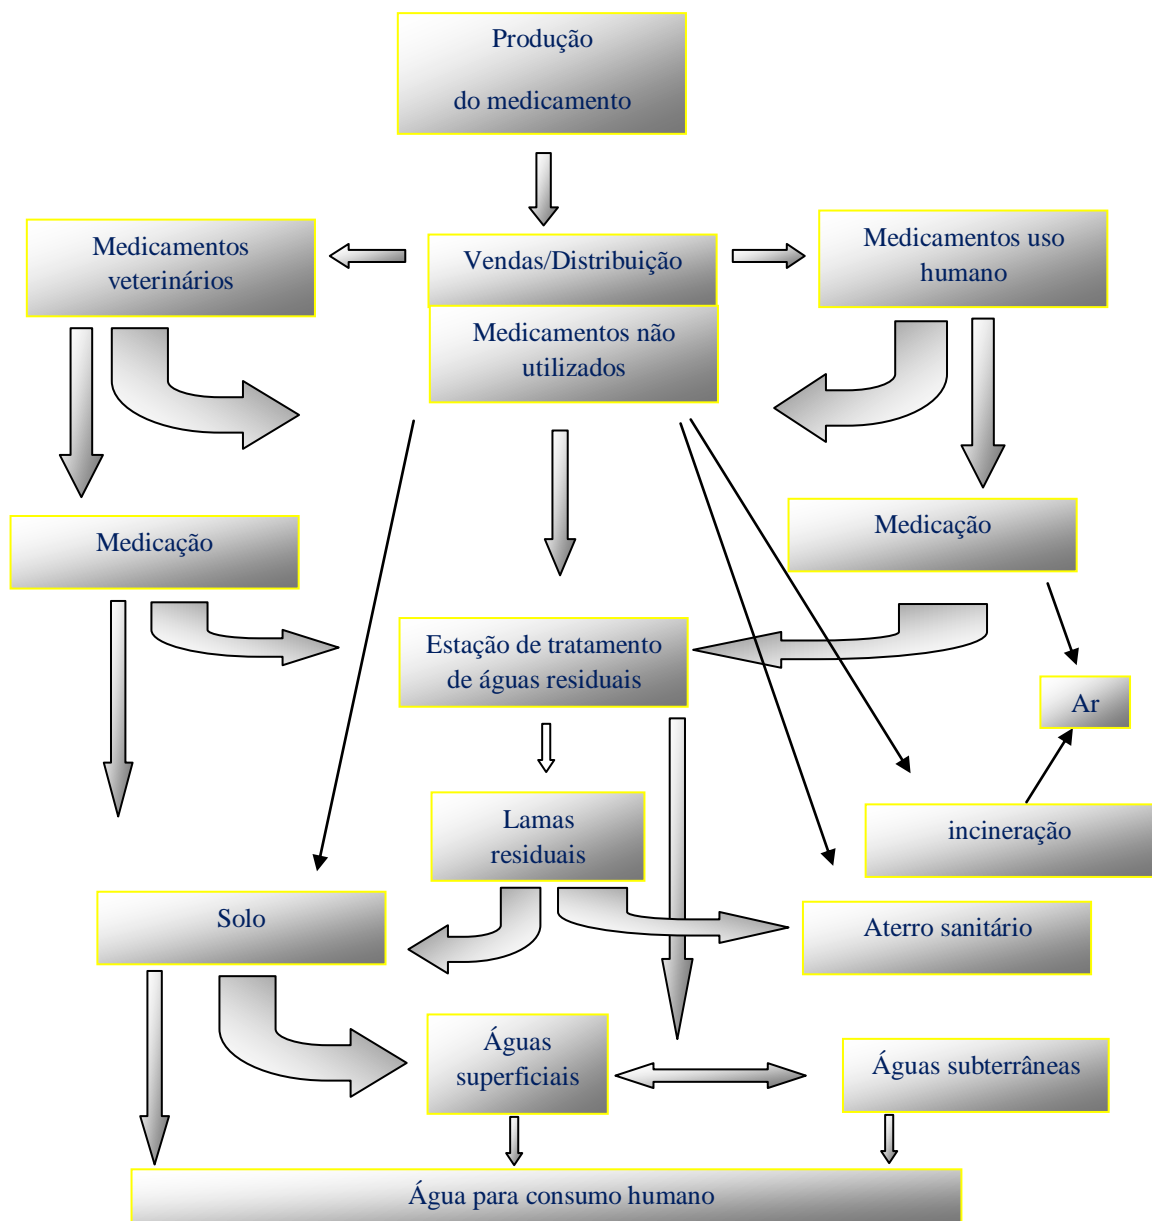 Produção
do medicamento
Medicamentos
veterinários
Vendas/Distribuição
Medicamentos uso
humano
Medicamentos não
utilizados
Medicação
Medicação
Estação de tratamento
de águas residuais
Ar
Lamas
residuais
incineração
Solo
Aterro sanitário
Águas
superficiais
Águas subterrâneas
Água para consumo humano